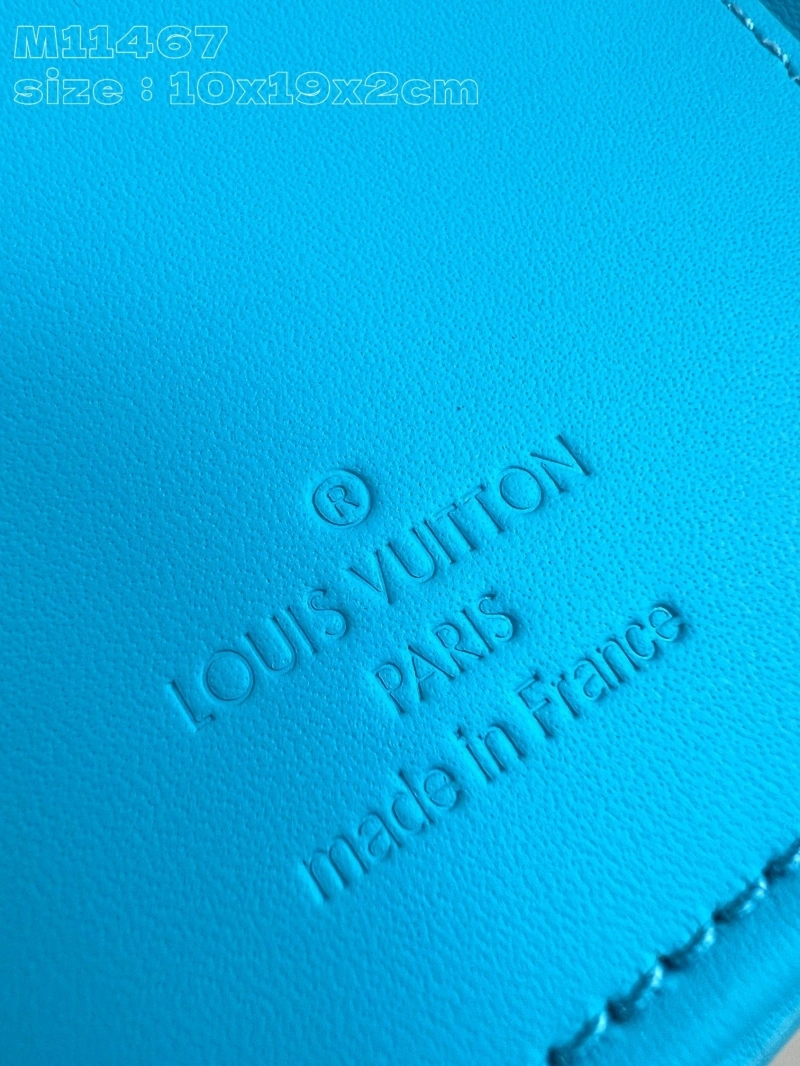 M11467
size : 10x19x2cm
®
LOUIS VUITTON
PARIS
made in France